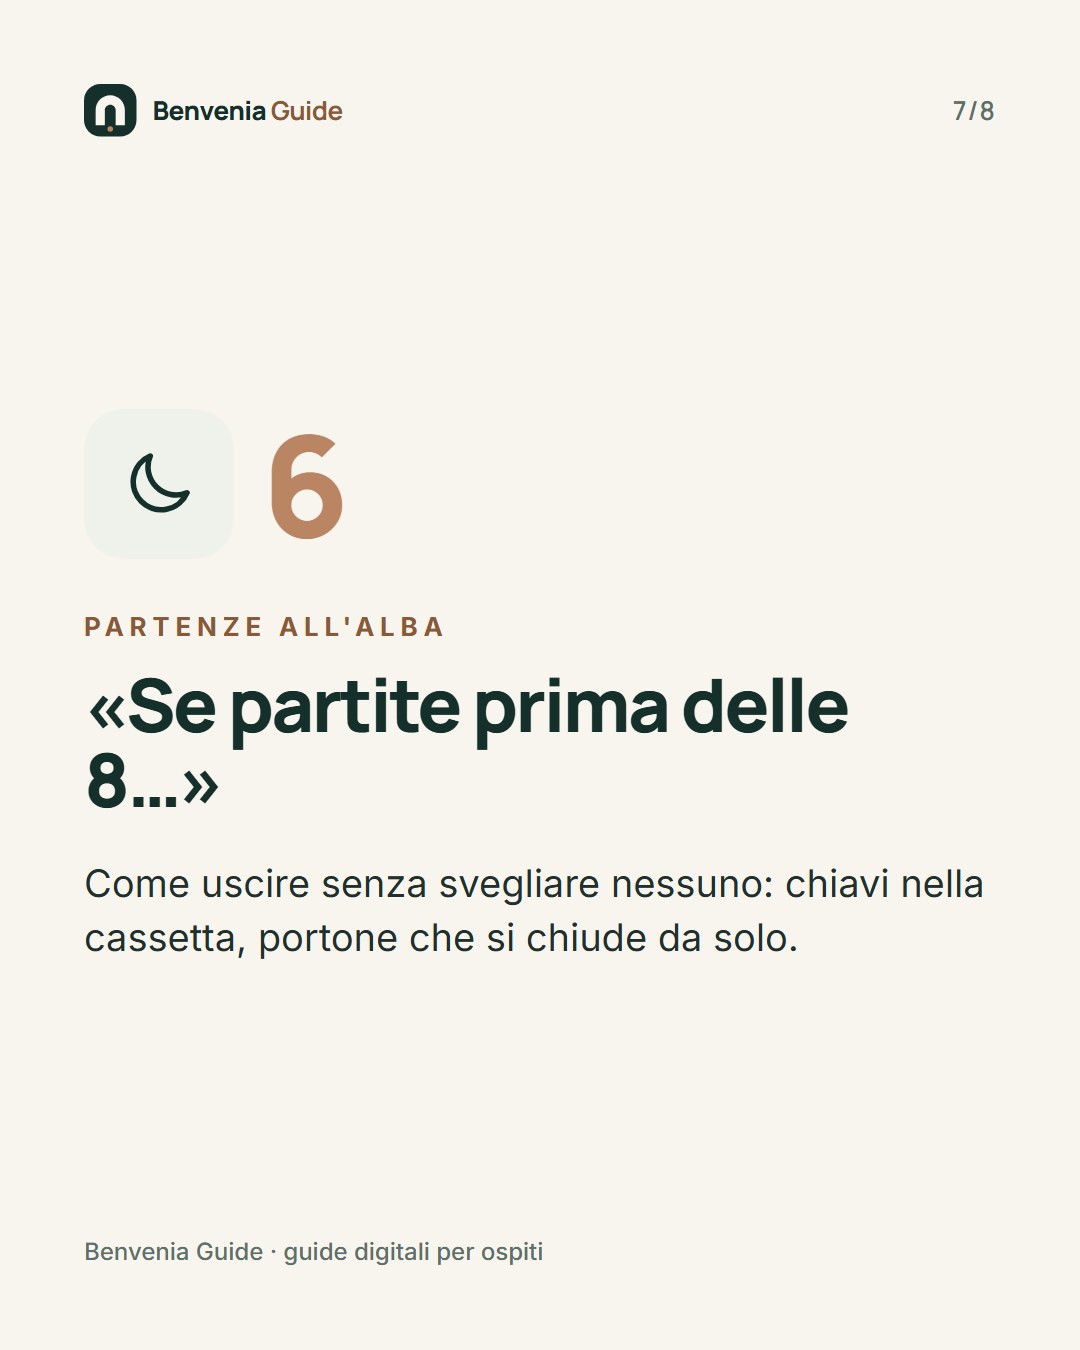 Benvenia Guide
7/8
6
PARTENZE ALL'ALBA
«Se partite prima delle
8...»
Come uscire senza svegliare nessuno: chiavi nella
cassetta, portone che si chiude da solo.
Benvenia Guide · guide digitali per ospiti